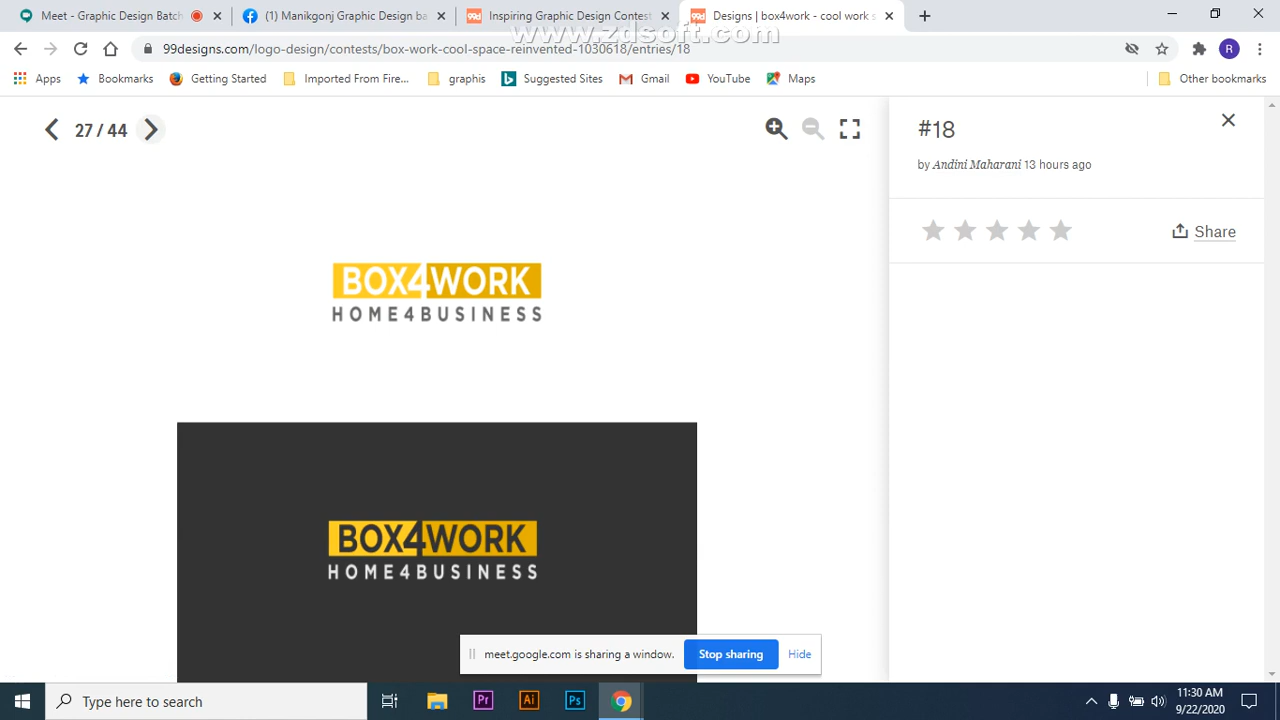 Meet - Graphic Design Batch
(1) Manikgonj Graphic Design b
Inspiring Graphic Design Contest
Designs | box4work - cool work s
www.zdsoft.com
99designs.com/logo-design/contests/box-work-cool-space-reinvented-1030618/entries/18
R
Apps
Bookmarks
Getting Started
Imported From Fire...
graphis
Suggested Sites
Gmail
YouTube
Maps
Other bookmarks
27 / 44
#18
by Andini Maharani 13 hours ago
Share
BOX4WORK
HOME4BUSINESS
BOX4WORK
HOME4BUSINESS
meet.google.com is sharing a window.
Stop sharing
Hide
Type here to search
Pr
Ai
Ps
11:30 AM
9/22/2020